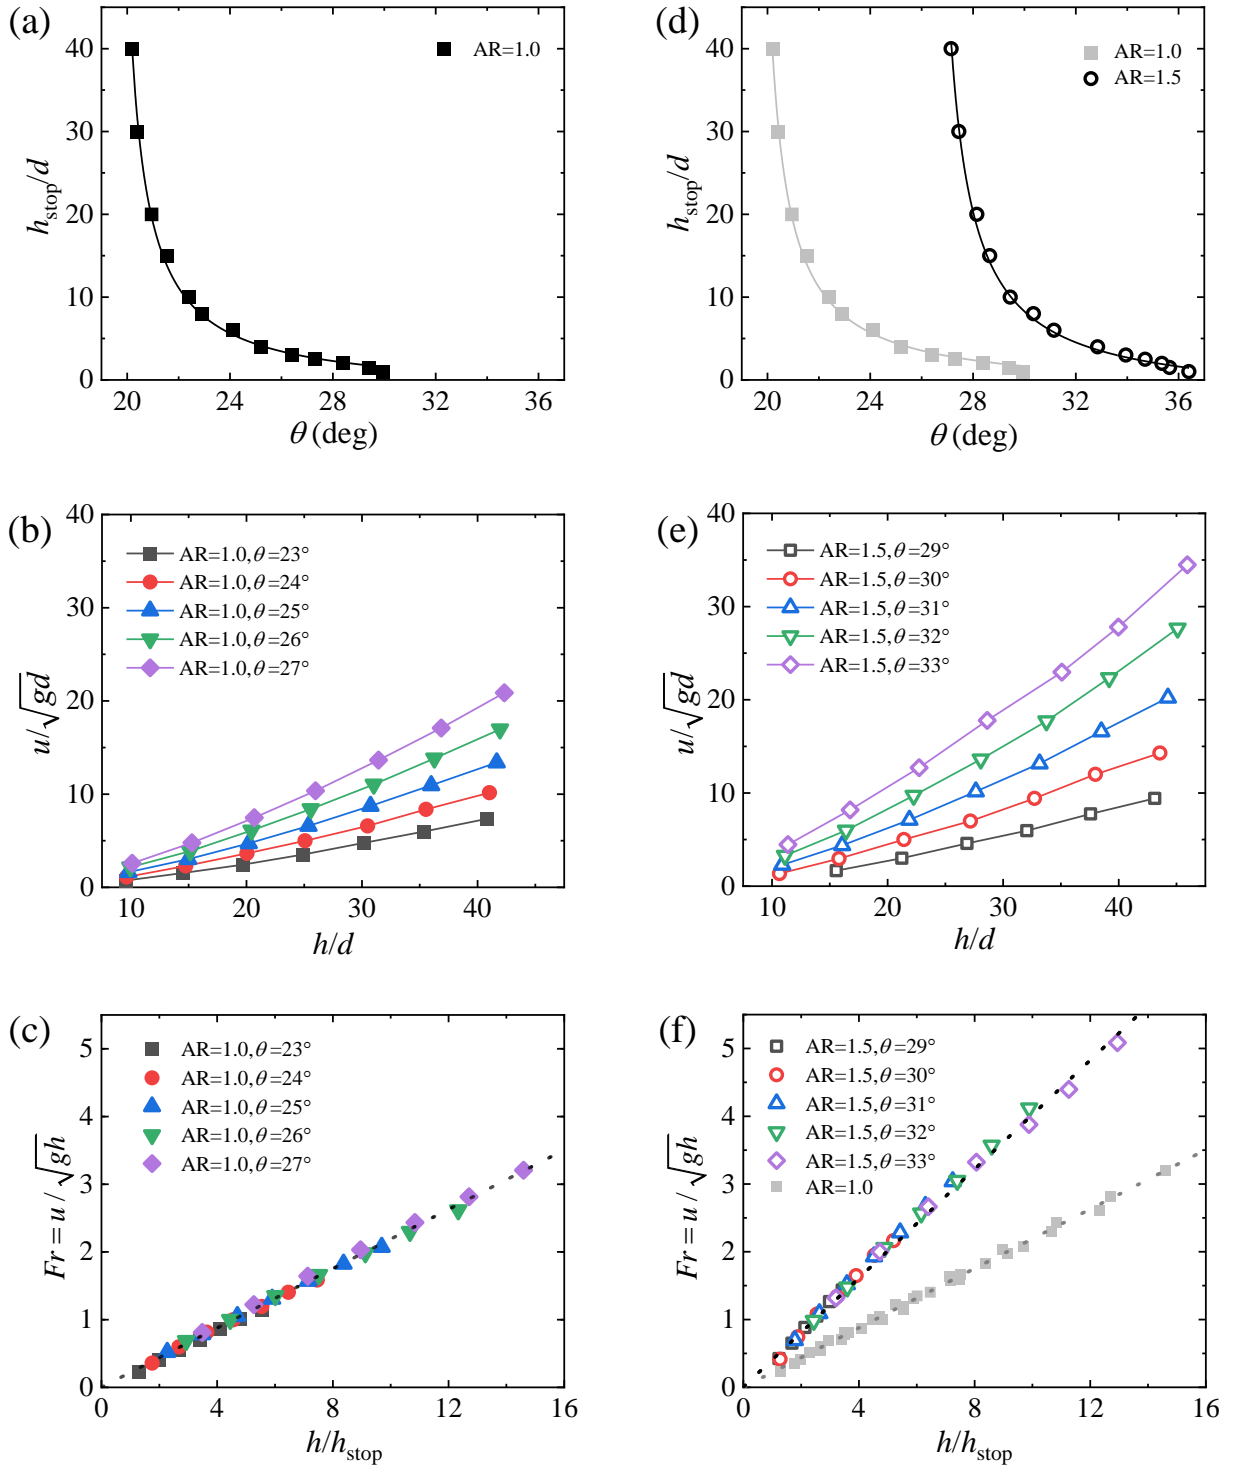 (a)
AR=1.0
h_stop/d
40
30
20
10
0
20 24 28 32 36
θ (deg)
(d)
AR=1.0
AR=1.5
h_stop/d
40
30
20
10
0
20 24 28 32 36
θ (deg)
(b)
AR=1.0,θ=23°
AR=1.0,θ=24°
AR=1.0,θ=25°
AR=1.0,θ=26°
AR=1.0,θ=27°
u/√gd
40
30
20
10
0
10 20 30 40
h/d
(e)
AR=1.5,θ=29°
AR=1.5,θ=30°
AR=1.5,θ=31°
AR=1.5,θ=32°
AR=1.5,θ=33°
u/√gd
40
30
20
10
0
10 20 30 40
h/d
(c)
AR=1.0,θ=23°
AR=1.0,θ=24°
AR=1.0,θ=25°
AR=1.0,θ=26°
AR=1.0,θ=27°
Fr = u / √gh
5
4
3
2
1
0
0 4 8 12 16
h/h_stop
(f)
AR=1.5,θ=29°
AR=1.5,θ=30°
AR=1.5,θ=31°
AR=1.5,θ=32°
AR=1.5,θ=33°
AR=1.0
Fr = u / √gh
5
4
3
2
1
0
0 4 8 12 16
h/h_stop